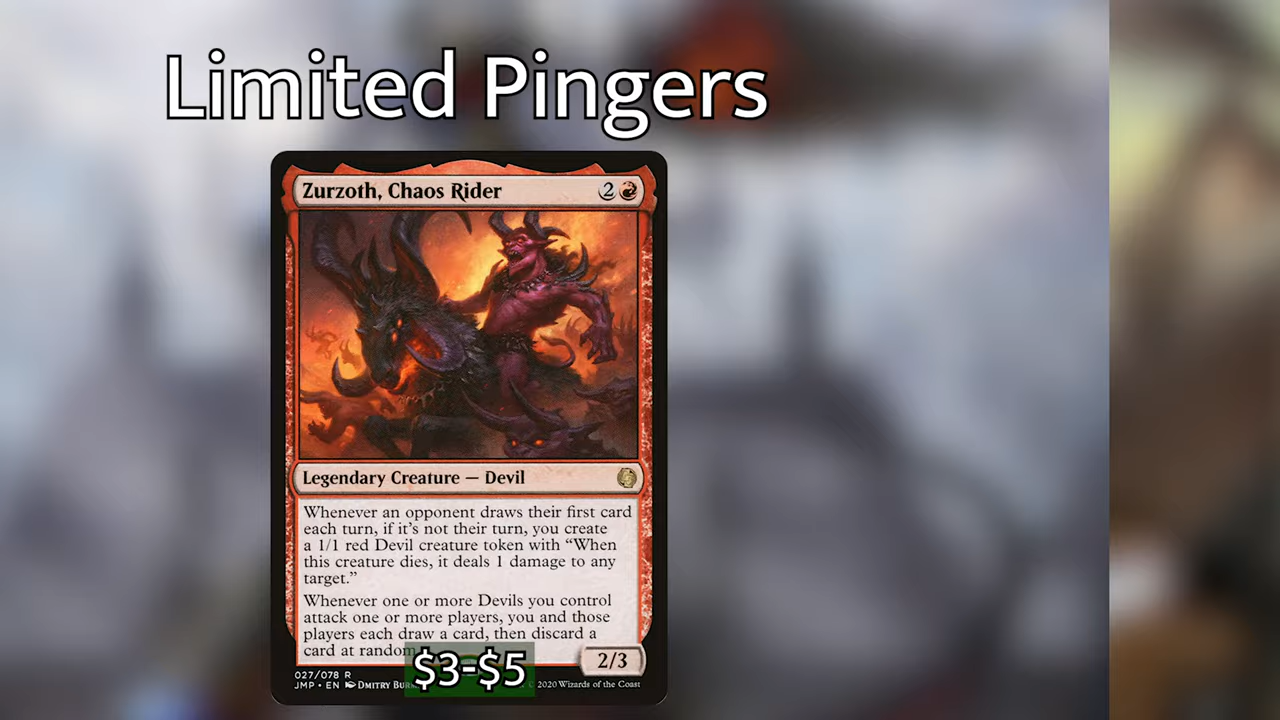 Limited Pingers
Zurzoth, Chaos Rider 2
Legendary Creature — Devil
Whenever an opponent draws their first card
each turn, if it's not their turn, you create
a 1/1 red Devil creature token with “When
this creature dies, it deals 1 damage to any
target.”
Whenever one or more Devils you control
attack one or more players, you and those
players each draw a card, then discard a
card at random
$3-$5
2/3
027/078 R
JMP • EN DMITRY © 2020 Wizards of the Coast